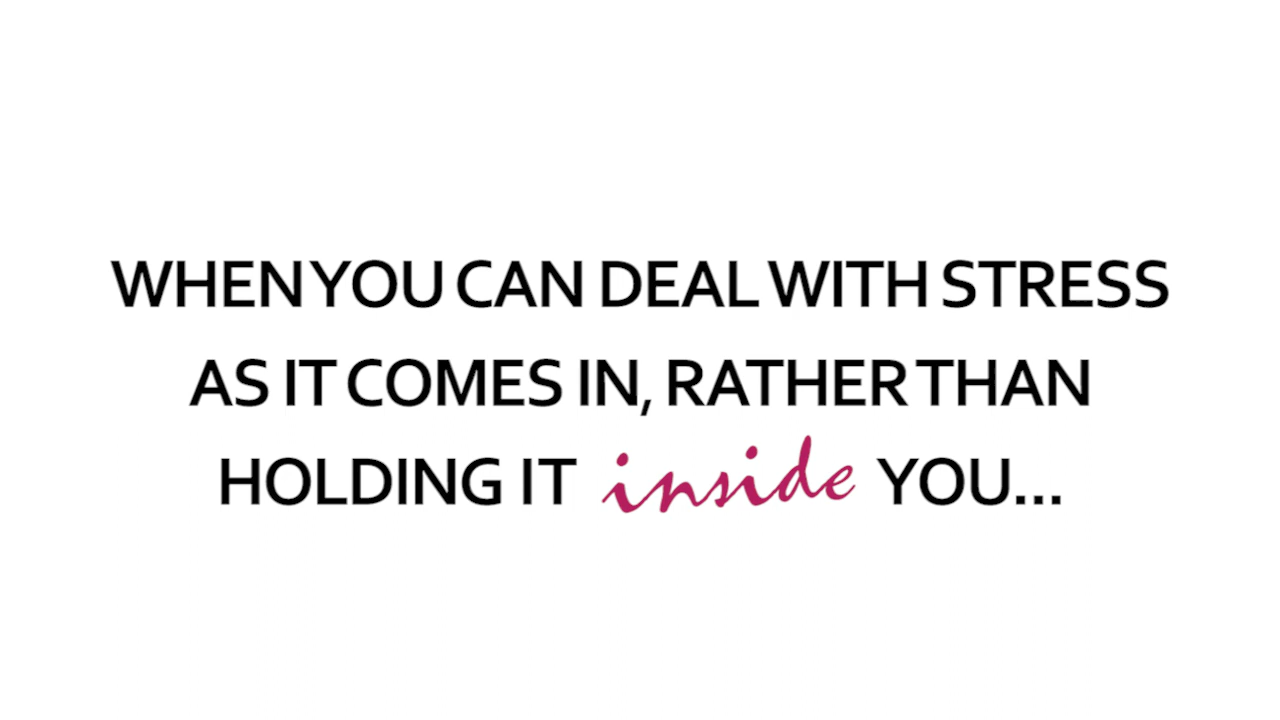 WHEN YOU CAN DEAL WITH STRESS
AS IT COMES IN, RATHER THAN
HOLDING IT inside YOU...